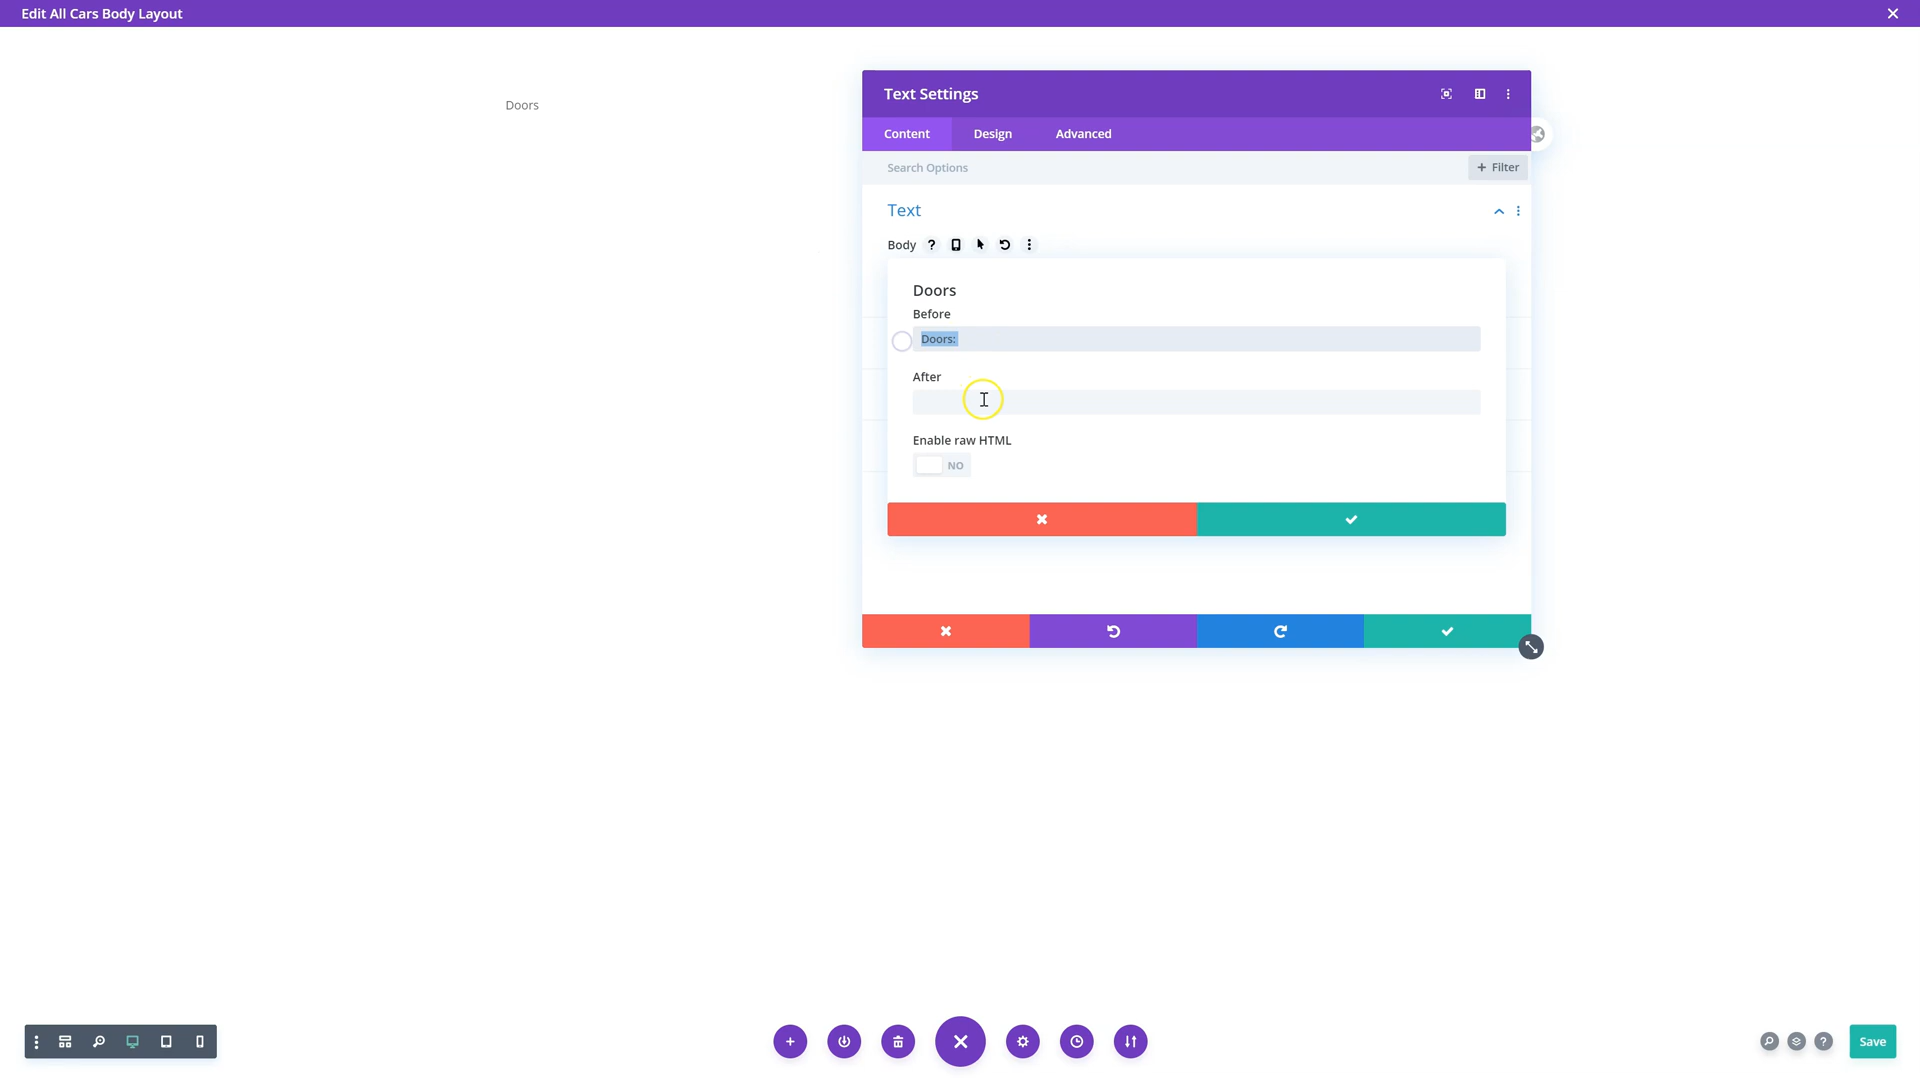 Edit All Cars Body Layout
Doors
Text Settings
Content Design Advanced
Search Options
+ Filter
Text
Body ?
Doors
Before
Doors:
After
Enable raw HTML
NO
?
Save